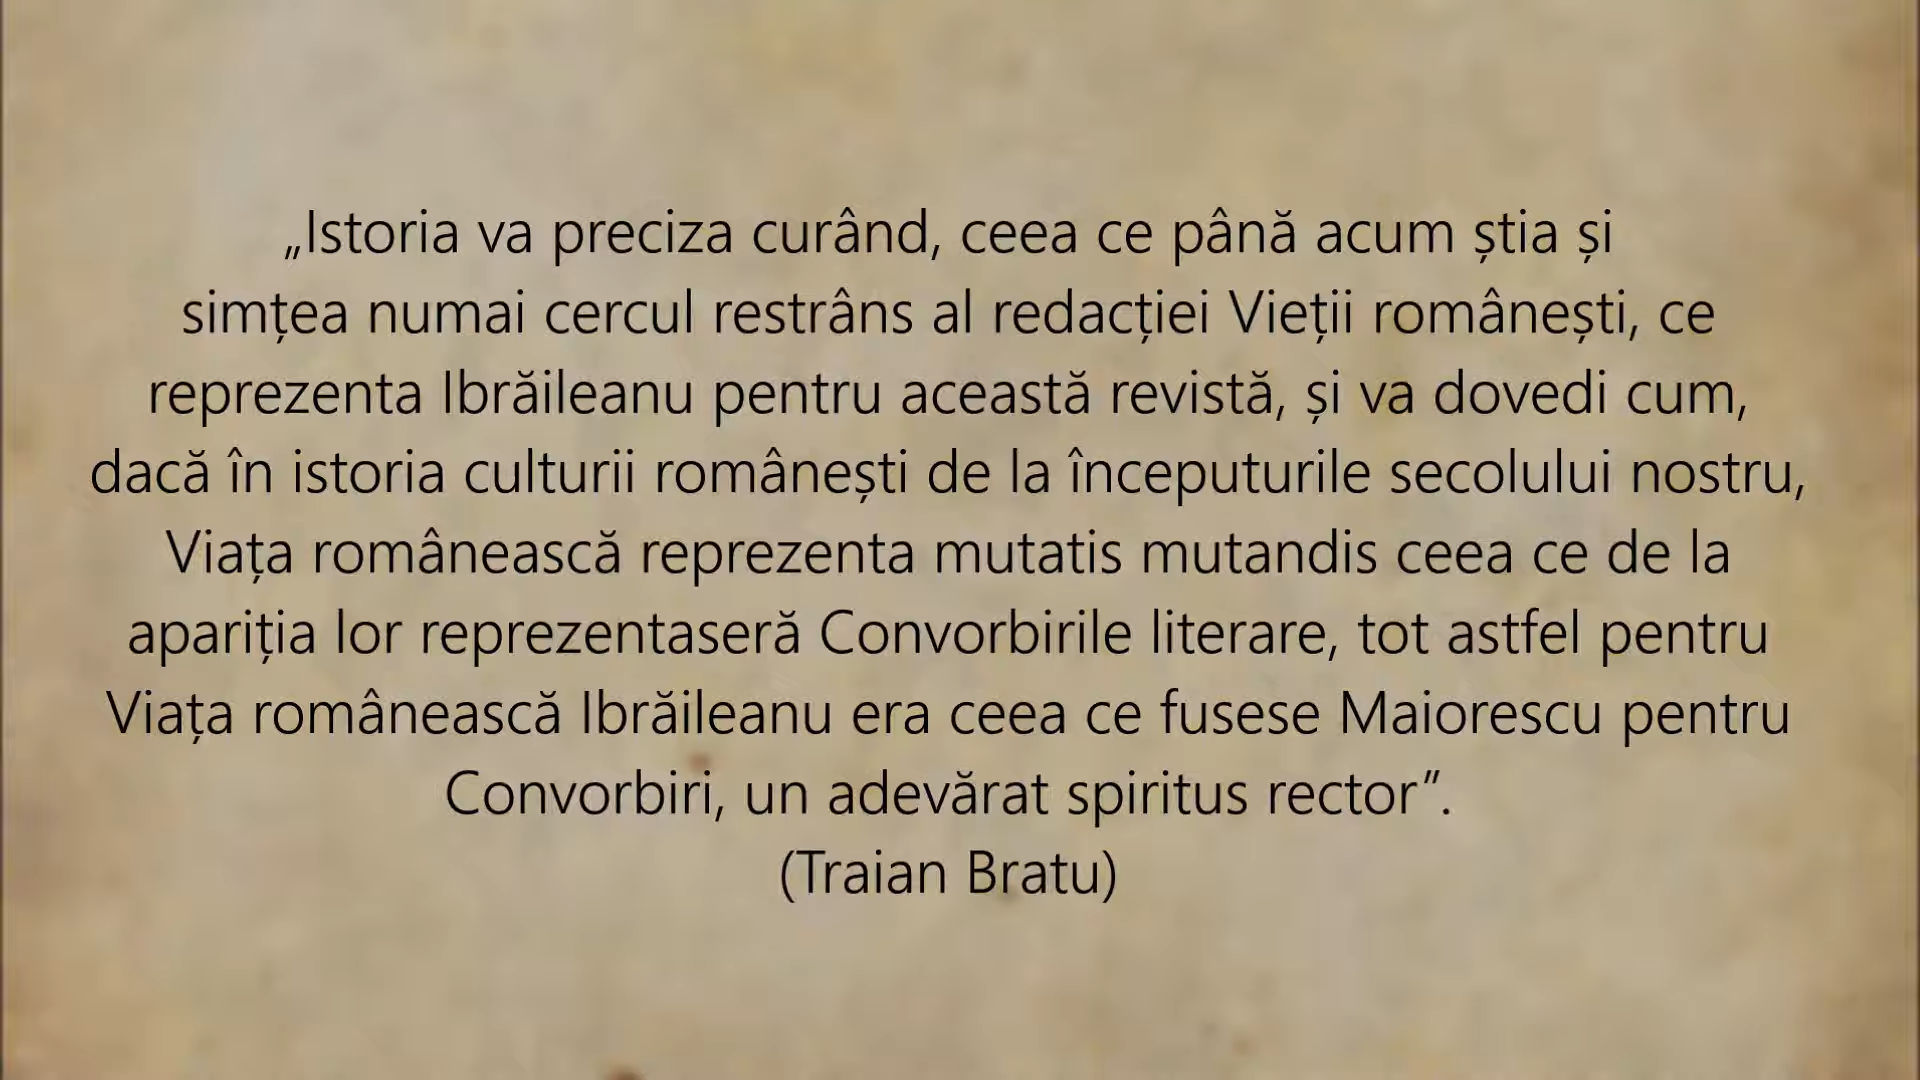 „Istoria va preciza curând, ceea ce până acum știa și
simțea numai cercul restrâns al redacției Vieții românești, ce
reprezenta Ibrăileanu pentru această revistă, și va dovedi cum,
dacă în istoria culturii românești de la începuturile secolului nostru,
Viața românească reprezenta mutatis mutandis ceea ce de la
apariția lor reprezentaseră Convorbirile literare, tot astfel pentru
Viața românească Ibrăileanu era ceea ce fusese Maiorescu pentru
Convorbiri, un adevărat spiritus rector”.
(Traian Bratu)